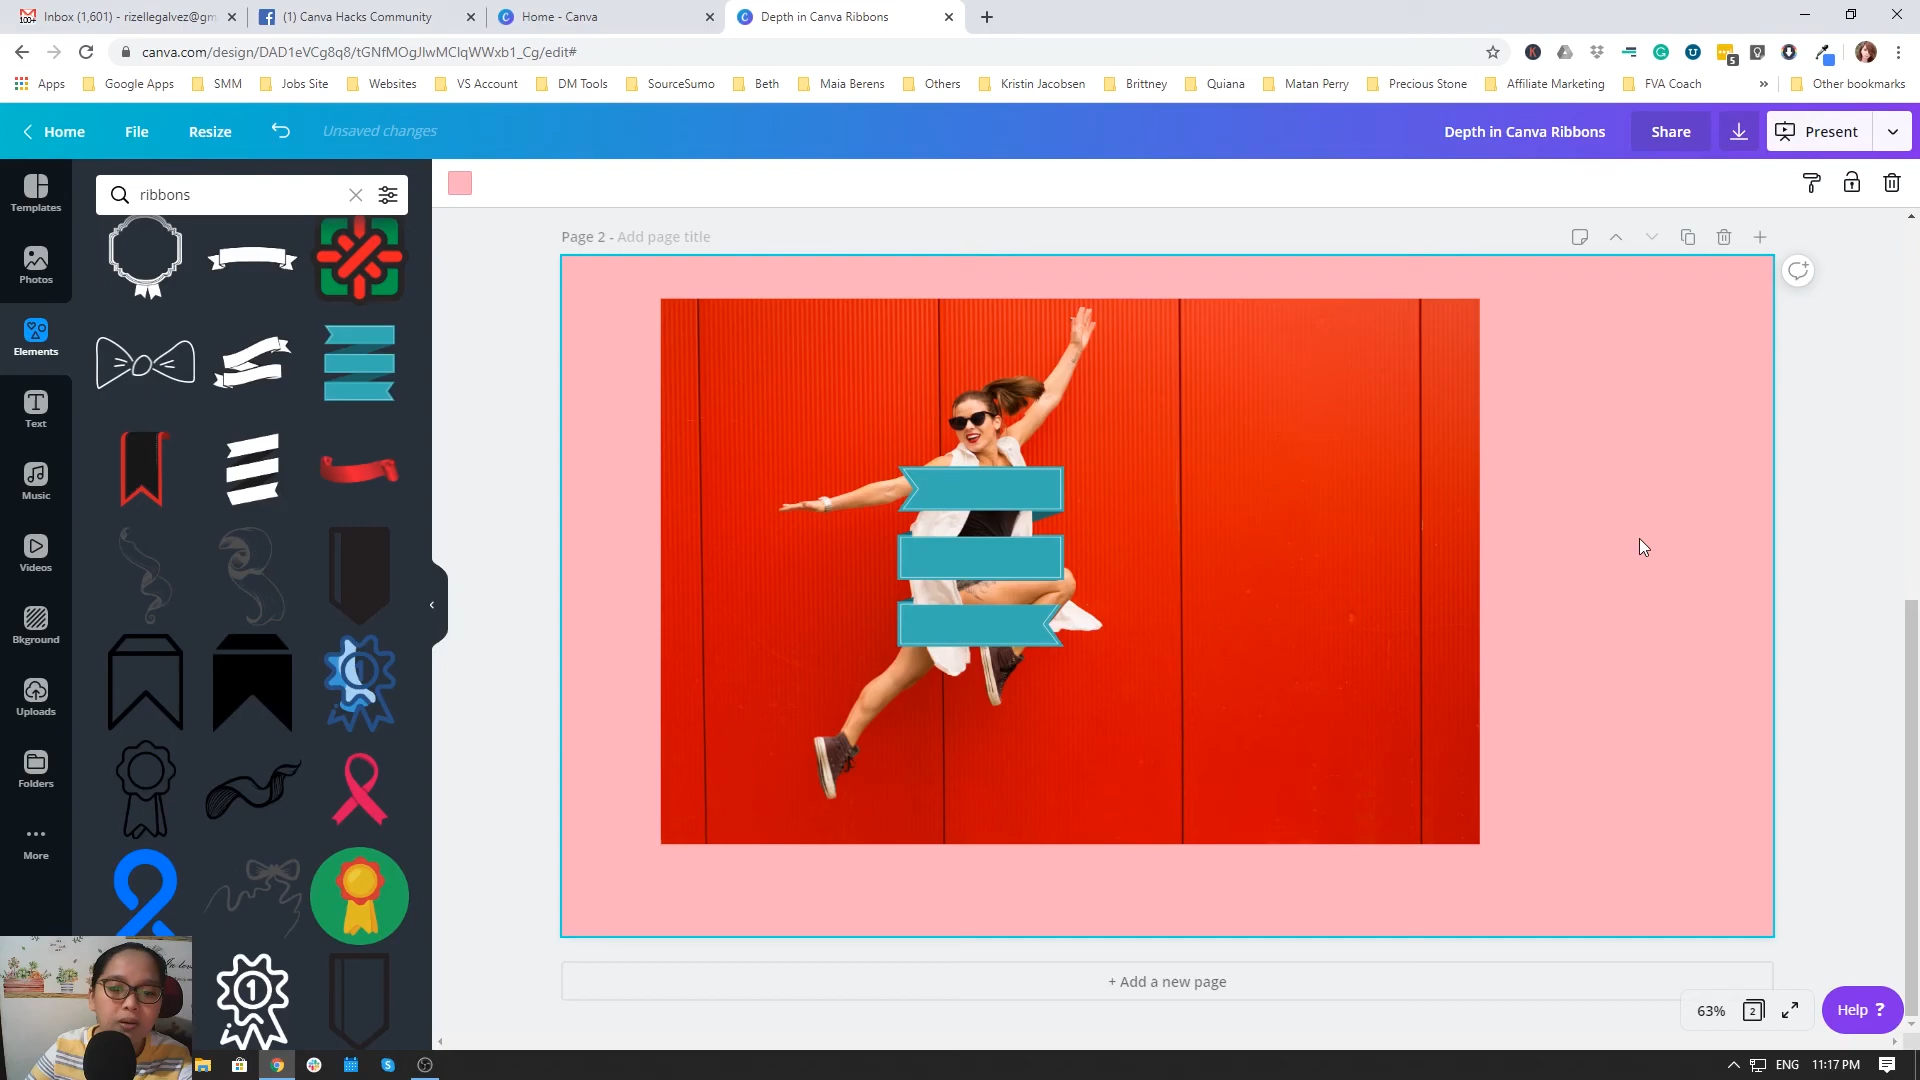 Inbox (1,601) - rizellegalvez@gm
(1) Canva Hacks Community
Home - Canva
Depth in Canva Ribbons
canva.com/design/DAD1eVCg8q8/tGNfMOgJIwMCIqWWxb1_Cg/edit#
5
Apps
Google Apps
SMM
Jobs Site
Websites
VS Account
DM Tools
SourceSumo
Beth
Maia Berens
Others
Kristin Jacobsen
Brittney
Quiana
Matan Perry
Precious Stone
Affiliate Marketing
FVA Coach
Other bookmarks
Home
File
Resize
Unsaved changes
Depth in Canva Ribbons
Share
Present
Templates
Photos
Elements
Text
Music
Videos
Bkground
Uploads
Folders
More
ribbons
1
Page 2 - Add page title
+ Add a new page
63%
2
Help ?
ENG
11:17 PM